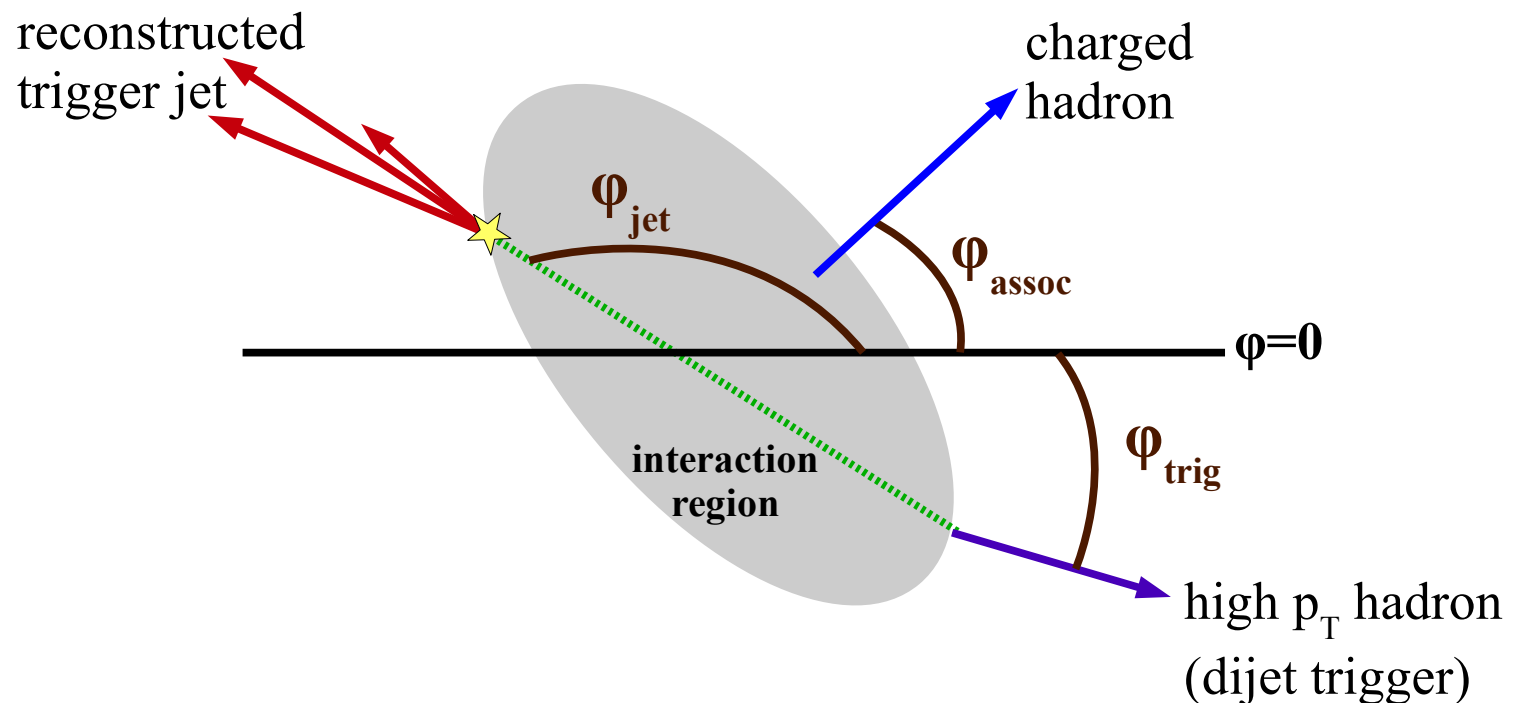 reconstructed
trigger jet
charged
hadron
φjet
φassoc
φ=0
φtrig
interaction
region
high pT hadron
(dijet trigger)